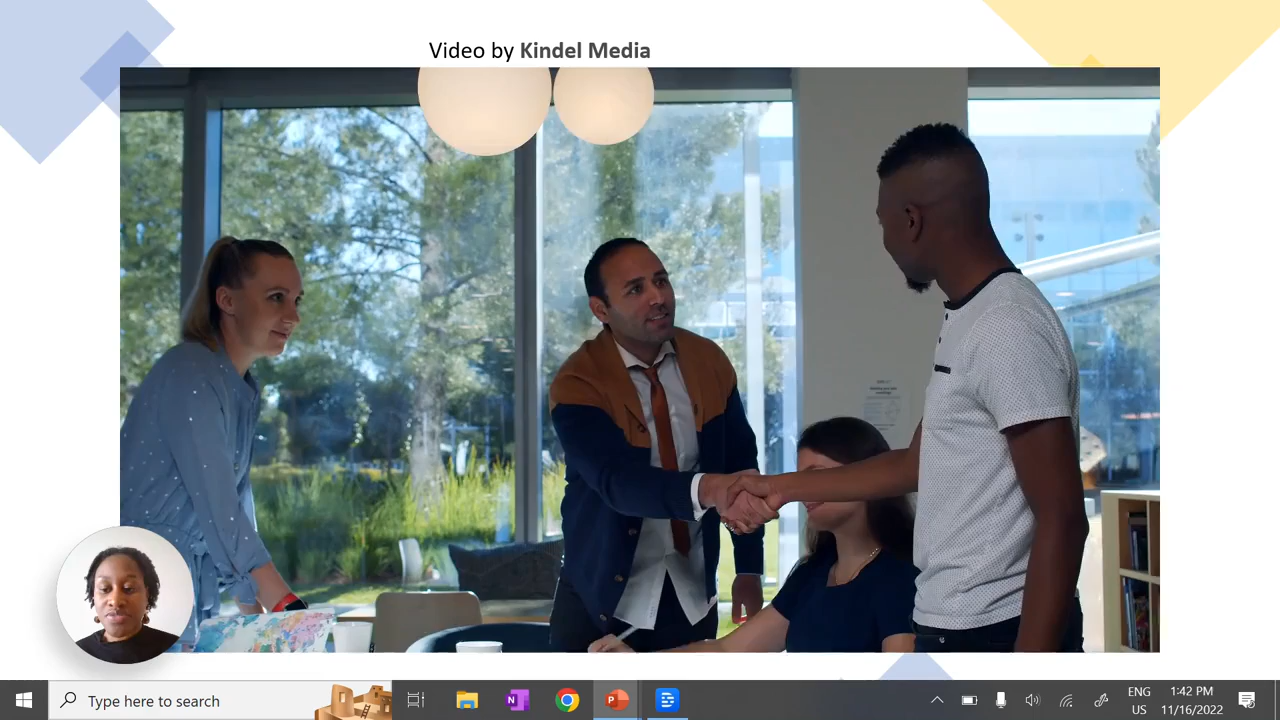 Video by Kindel Media
Type here to search
ENG
US
1:42 PM
11/16/2022